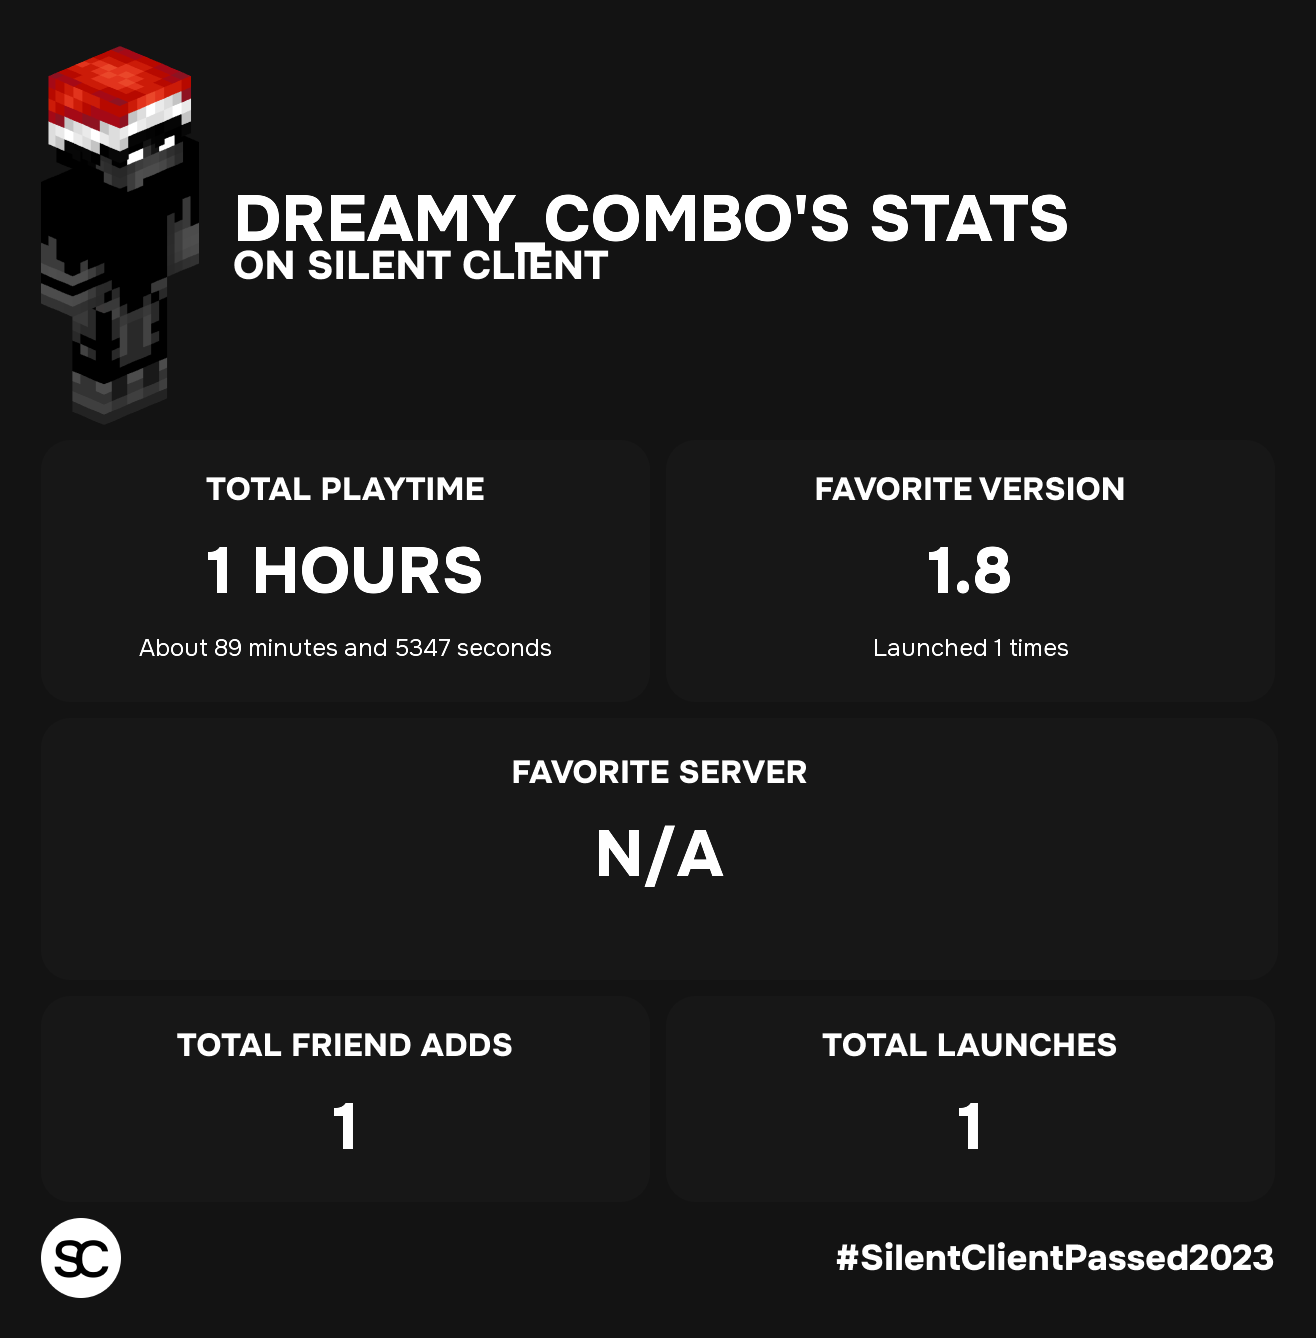 DREAMY_COMBO'S STATS
ON SILENT CLIENT
TOTAL PLAYTIME
1 HOURS
About 89 minutes and 5347 seconds
FAVORITE VERSION
1.8
Launched 1 times
FAVORITE SERVER
N/A
TOTAL FRIEND ADDS
1
TOTAL LAUNCHES
1
SC
#SilentClientPassed2023